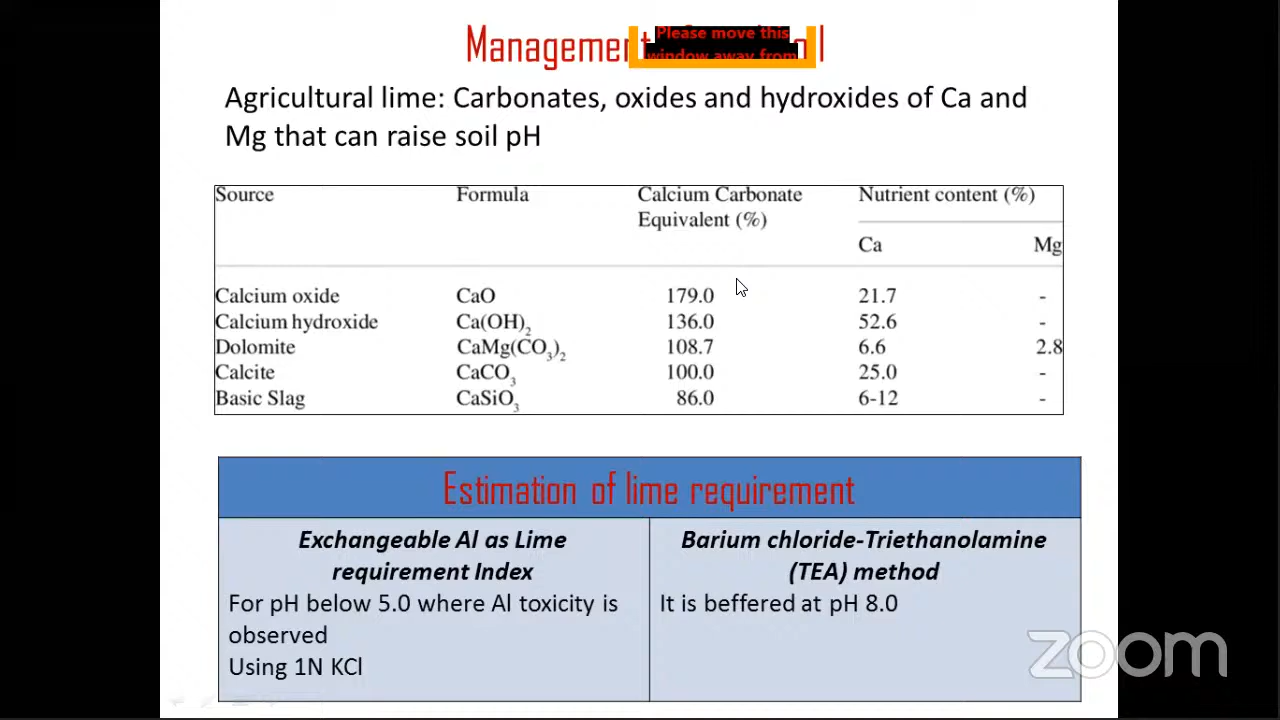 Management
Please move this
window away from
Agricultural lime: Carbonates, oxides and hydroxides of Ca and
Mg that can raise soil pH
Source Formula Calcium Carbonate Nutrient content (%)
Equivalent (%)
Ca Mg
Calcium oxide CaO 179.0 21.7 -
Calcium hydroxide Ca(OH)₂ 136.0 52.6 -
Dolomite CaMg(CO₃)₂ 108.7 6.6 2.8
Calcite CaCO₃ 100.0 25.0 -
Basic Slag CaSiO₃ 86.0 6-12 -
Estimation of lime requirement
Exchangeable Al as Lime
requirement Index
For pH below 5.0 where Al toxicity is
observed
Using 1N KCl
Barium chloride-Triethanolamine
(TEA) method
It is beffered at pH 8.0
zoom